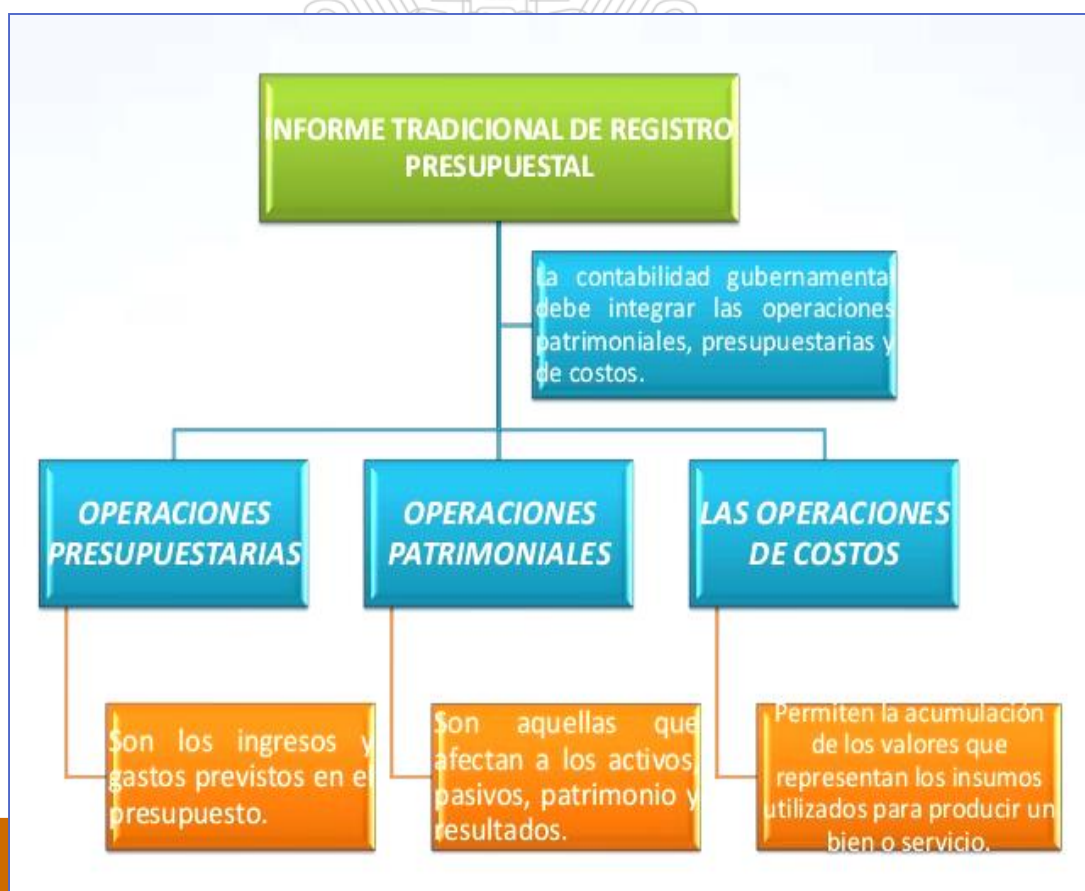 INFORME TRADICIONAL DE REGISTRO
PRESUPUESTAL
La contabilidad gubernamental
debe integrar las operaciones
patrimoniales, presupuestarias y
de costos.
OPERACIONES
PRESUPUESTARIAS
OPERACIONES
PATRIMONIALES
LAS OPERACIONES
DE COSTOS
Son los ingresos y
gastos previstos en el
presupuesto.
Son aquellas que
afectan a los activos,
pasivos, patrimonio y
resultados.
Permiten la acumulación
de los valores que
representan los insumos
utilizados para producir un
bien o servicio.